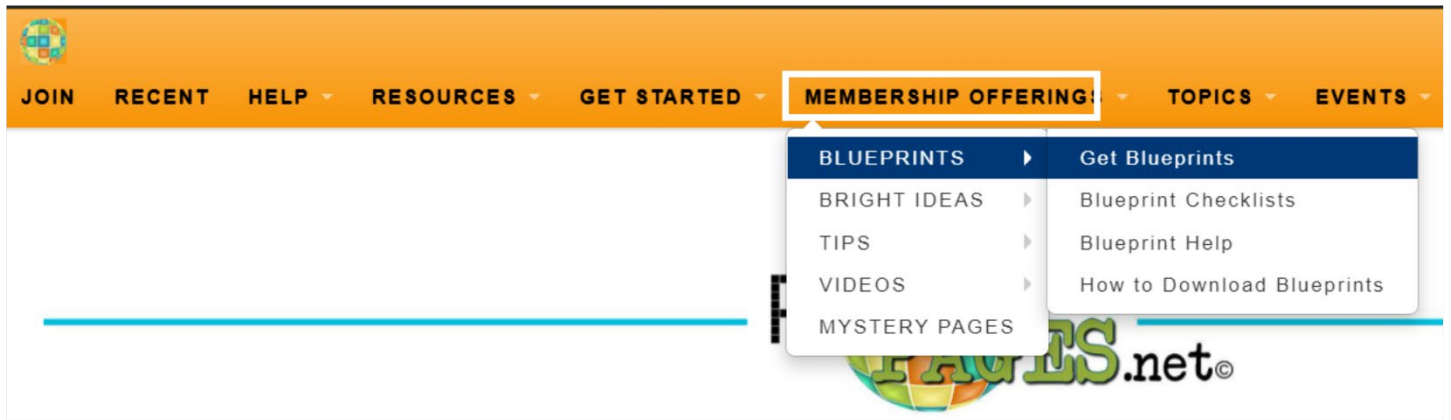 JOIN RECENT HELP RESOURCES GET STARTED MEMBERSHIP OFFERINGS TOPICS EVENTS
BLUEPRINTS Get Blueprints
BRIGHT IDEAS Blueprint Checklists
TIPS Blueprint Help
VIDEOS How to Download Blueprints
MYSTERY PAGES
PAGES.net©